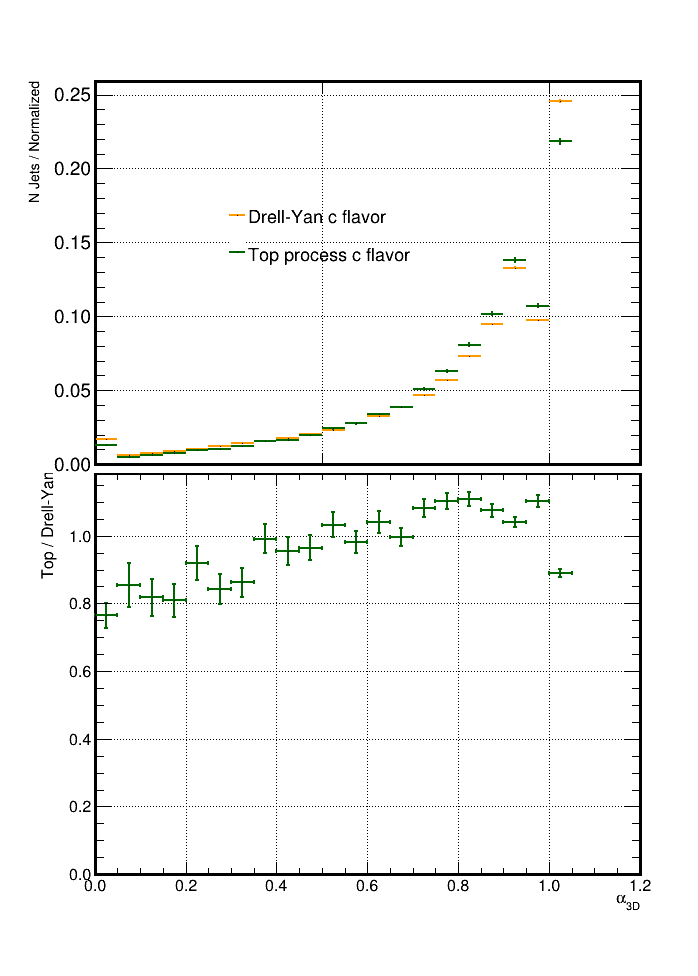 N Jets / Normalized
0.25
0.20
0.15
0.10
0.05
0.00
Drell-Yan c flavor
Top process c flavor
Top / Drell-Yan
1.0
0.8
0.6
0.4
0.2
0.0
0.0 0.2 0.4 0.6 0.8 1.0 1.2
α3D